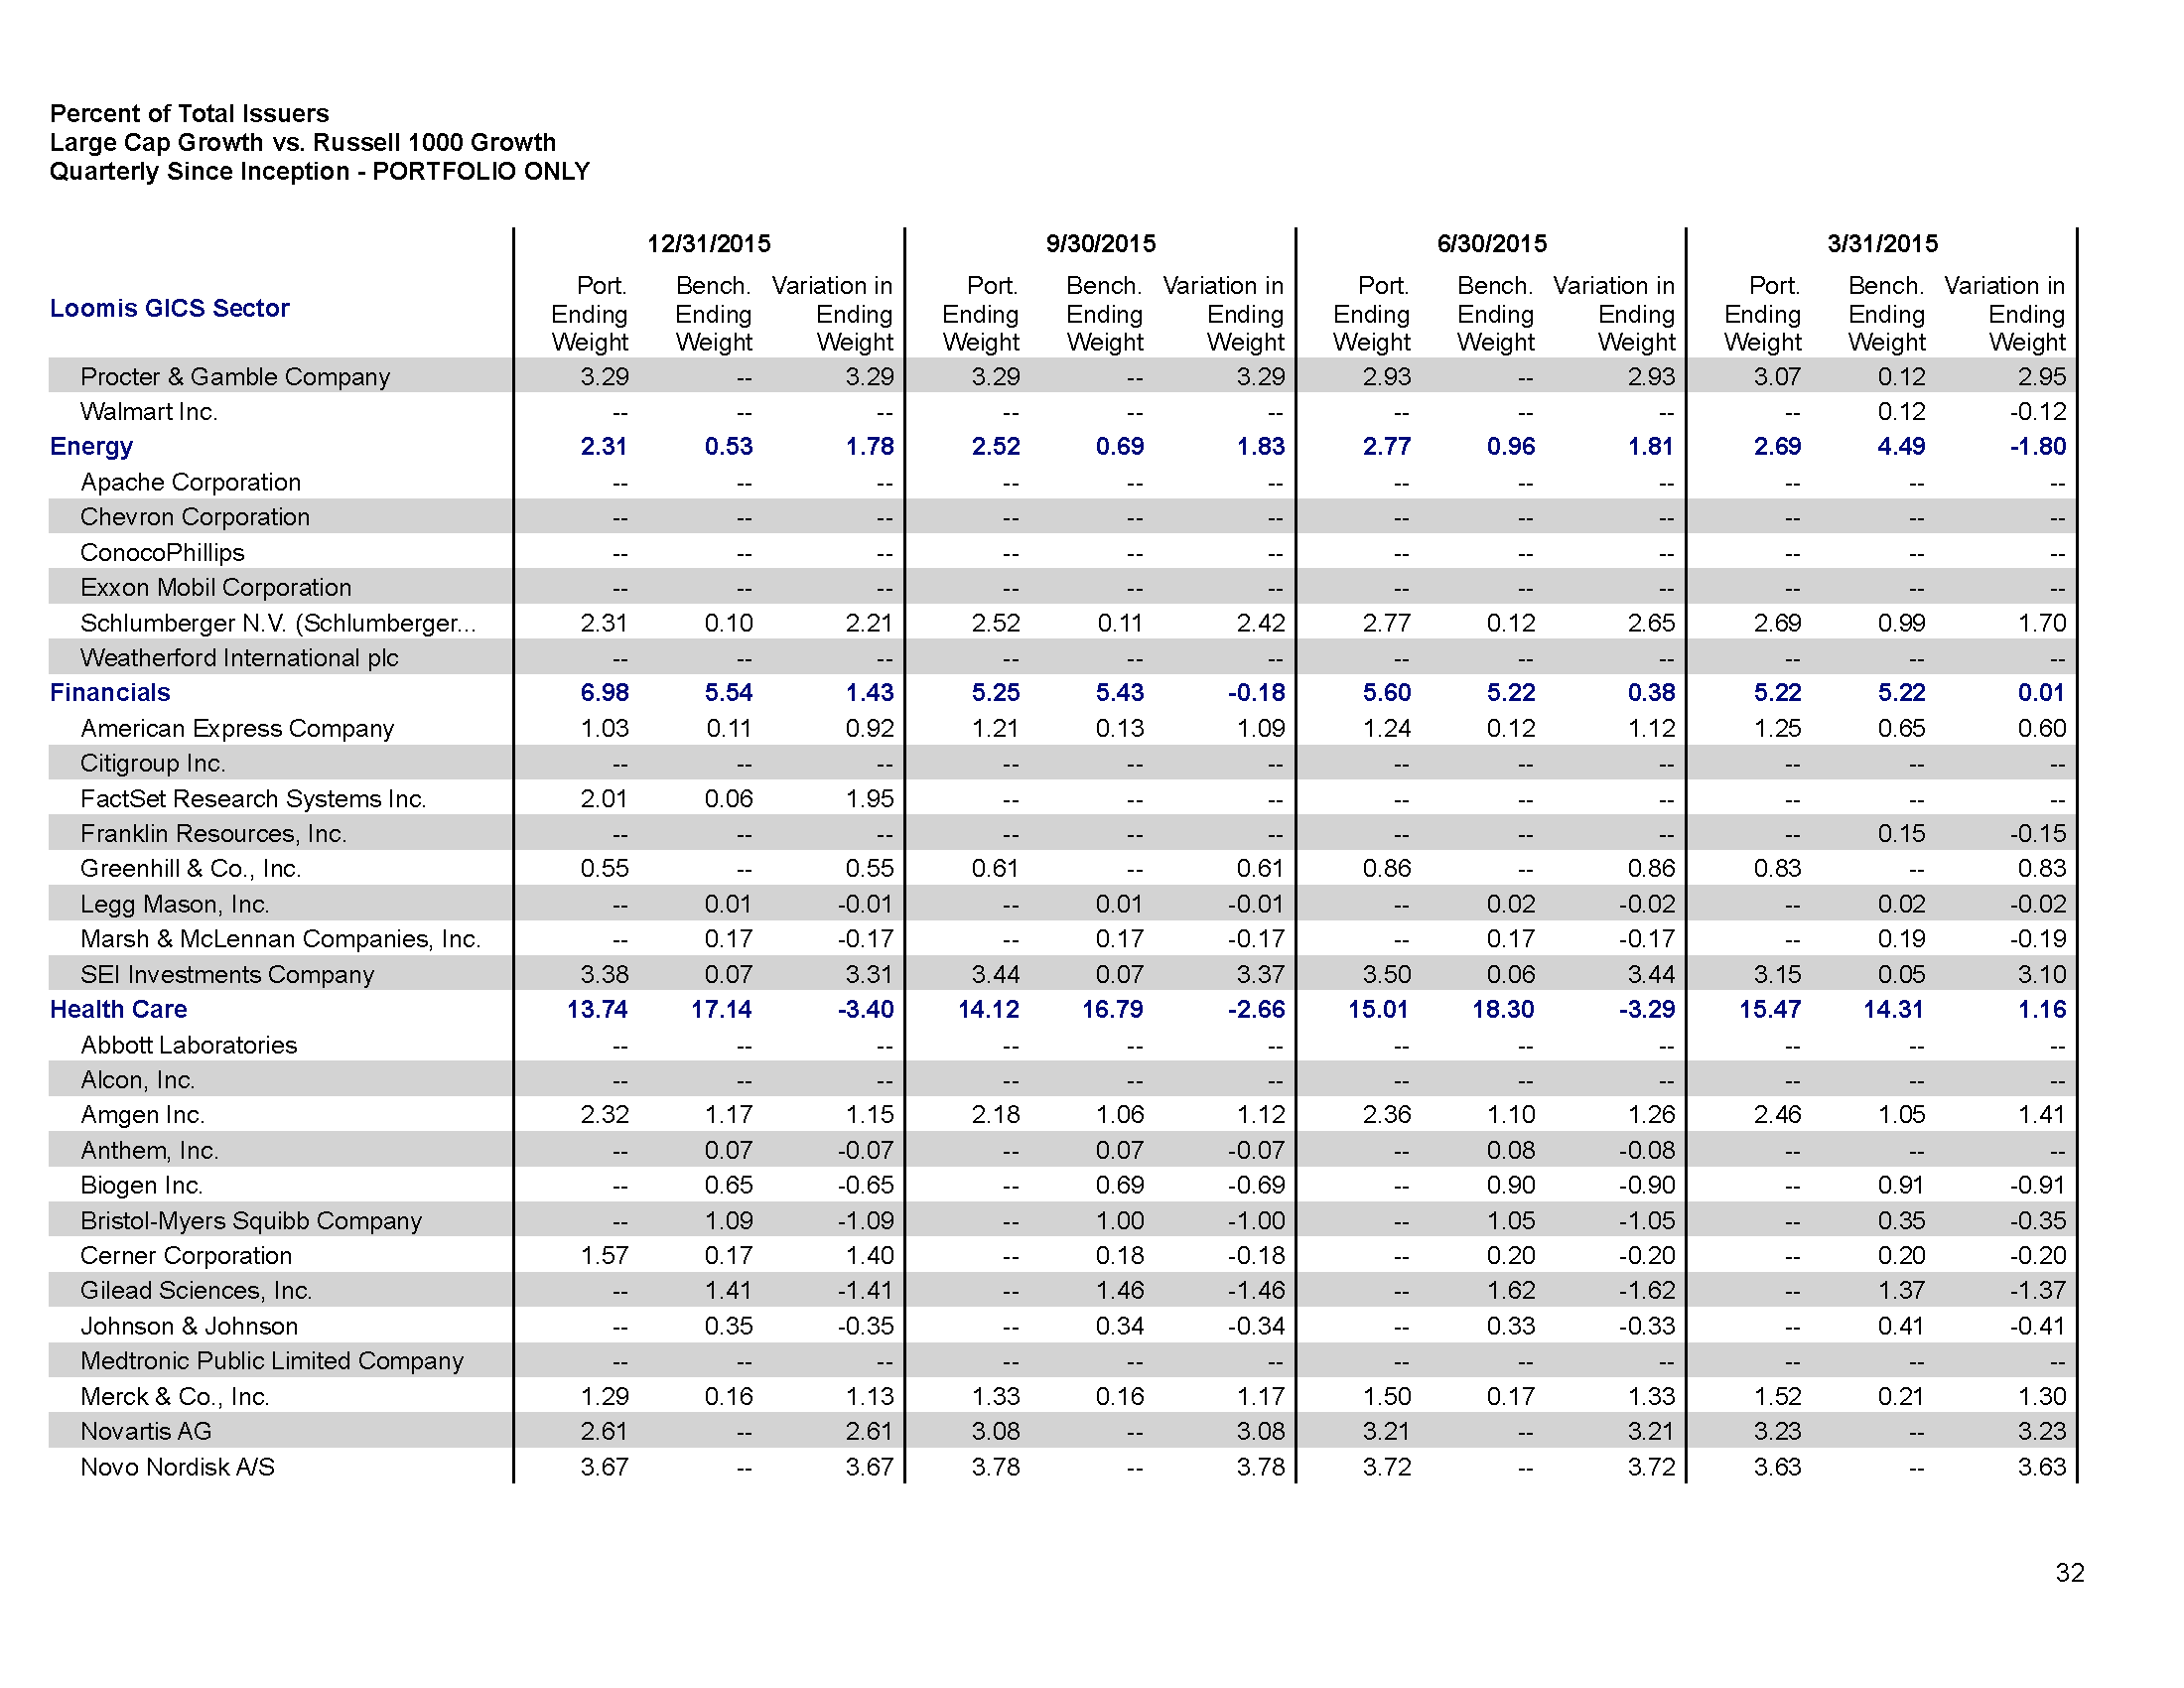 Percent of Total Issuers
Large Cap Growth vs. Russell 1000 Growth
Quarterly Since Inception - PORTFOLIO ONLY
12/31/2015 9/30/2015 6/30/2015 3/31/2015
Loomis GICS Sector
Port. Bench. Variation in Port. Bench. Variation in Port. Bench. Variation in Port. Bench. Variation in
Ending Ending Ending Ending Ending Ending Ending Ending Ending Ending Ending Ending
Weight Weight Weight Weight Weight Weight Weight Weight Weight Weight Weight Weight
Procter & Gamble Company 3.29 -- 3.29 3.29 -- 3.29 2.93 -- 2.93 3.07 0.12 2.95
Walmart Inc. -- -- -- -- -- -- -- -- -- -- 0.12 -0.12
Energy 2.31 0.53 1.78 2.52 0.69 1.83 2.77 0.96 1.81 2.69 4.49 -1.80
Apache Corporation -- -- -- -- -- -- -- -- -- -- -- --
Chevron Corporation -- -- -- -- -- -- -- -- -- -- -- --
ConocoPhillips -- -- -- -- -- -- -- -- -- -- -- --
Exxon Mobil Corporation -- -- -- -- -- -- -- -- -- -- -- --
Schlumberger N.V. (Schlumberger... 2.31 0.10 2.21 2.52 0.11 2.42 2.77 0.12 2.65 2.69 0.99 1.70
Weatherford International plc -- -- -- -- -- -- -- -- -- -- -- --
Financials 6.98 5.54 1.43 5.25 5.43 -0.18 5.60 5.22 0.38 5.22 5.22 0.01
American Express Company 1.03 0.11 0.92 1.21 0.13 1.09 1.24 0.12 1.12 1.25 0.65 0.60
Citigroup Inc. -- -- -- -- -- -- -- -- -- -- -- --
FactSet Research Systems Inc. 2.01 0.06 1.95 -- -- -- -- -- -- -- -- --
Franklin Resources, Inc. -- -- -- -- -- -- -- -- -- -- 0.15 -0.15
Greenhill & Co., Inc. 0.55 -- 0.55 0.61 -- 0.61 0.86 -- 0.86 0.83 -- 0.83
Legg Mason, Inc. -- 0.01 -0.01 -- 0.01 -0.01 -- 0.02 -0.02 -- 0.02 -0.02
Marsh & McLennan Companies, Inc. -- 0.17 -0.17 -- 0.17 -0.17 -- 0.17 -0.17 -- 0.19 -0.19
SEI Investments Company 3.38 0.07 3.31 3.44 0.07 3.37 3.50 0.06 3.44 3.15 0.05 3.10
Health Care 13.74 17.14 -3.40 14.12 16.79 -2.66 15.01 18.30 -3.29 15.47 14.31 1.16
Abbott Laboratories -- -- -- -- -- -- -- -- -- -- -- --
Alcon, Inc. -- -- -- -- -- -- -- -- -- -- -- --
Amgen Inc. 2.32 1.17 1.15 2.18 1.06 1.12 2.36 1.10 1.26 2.46 1.05 1.41
Anthem, Inc. -- 0.07 -0.07 -- 0.07 -0.07 -- 0.08 -0.08 -- -- --
Biogen Inc. -- 0.65 -0.65 -- 0.69 -0.69 -- 0.90 -0.90 -- 0.91 -0.91
Bristol-Myers Squibb Company -- 1.09 -1.09 -- 1.00 -1.00 -- 1.05 -1.05 -- 0.35 -0.35
Cerner Corporation 1.57 0.17 1.40 -- 0.18 -0.18 -- 0.20 -0.20 -- 0.20 -0.20
Gilead Sciences, Inc. -- 1.41 -1.41 -- 1.46 -1.46 -- 1.62 -1.62 -- 1.37 -1.37
Johnson & Johnson -- 0.35 -0.35 -- 0.34 -0.34 -- 0.33 -0.33 -- 0.41 -0.41
Medtronic Public Limited Company -- -- -- -- -- -- -- -- -- -- -- --
Merck & Co., Inc. 1.29 0.16 1.13 1.33 0.16 1.17 1.50 0.17 1.33 1.52 0.21 1.30
Novartis AG 2.61 -- 2.61 3.08 -- 3.08 3.21 -- 3.21 3.23 -- 3.23
Novo Nordisk A/S 3.67 -- 3.67 3.78 -- 3.78 3.72 -- 3.72 3.63 -- 3.63
32